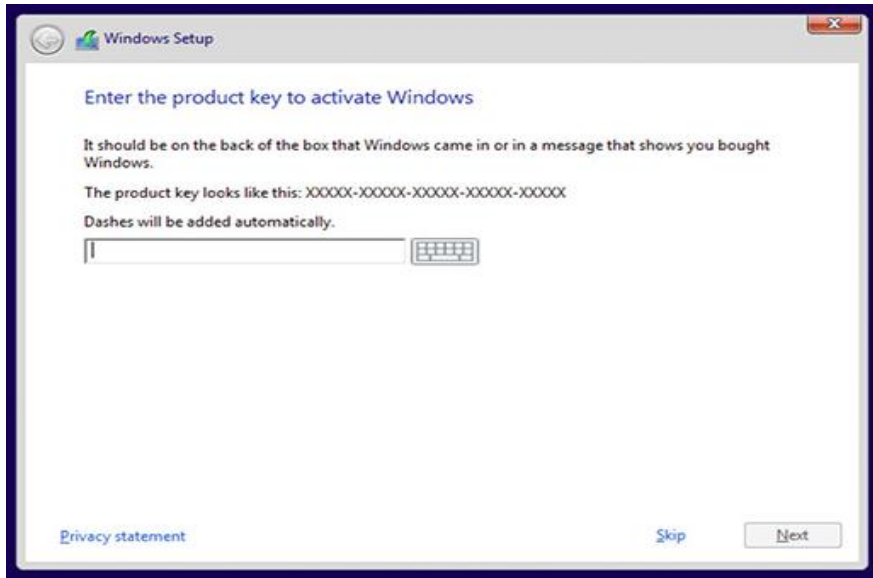 Windows Setup
Enter the product key to activate Windows
It should be on the back of the box that Windows came in or in a message that shows you bought
Windows.
The product key looks like this: XXXXX-XXXXX-XXXXX-XXXXX-XXXXX
Dashes will be added automatically.
Privacy statement
Skip
Next